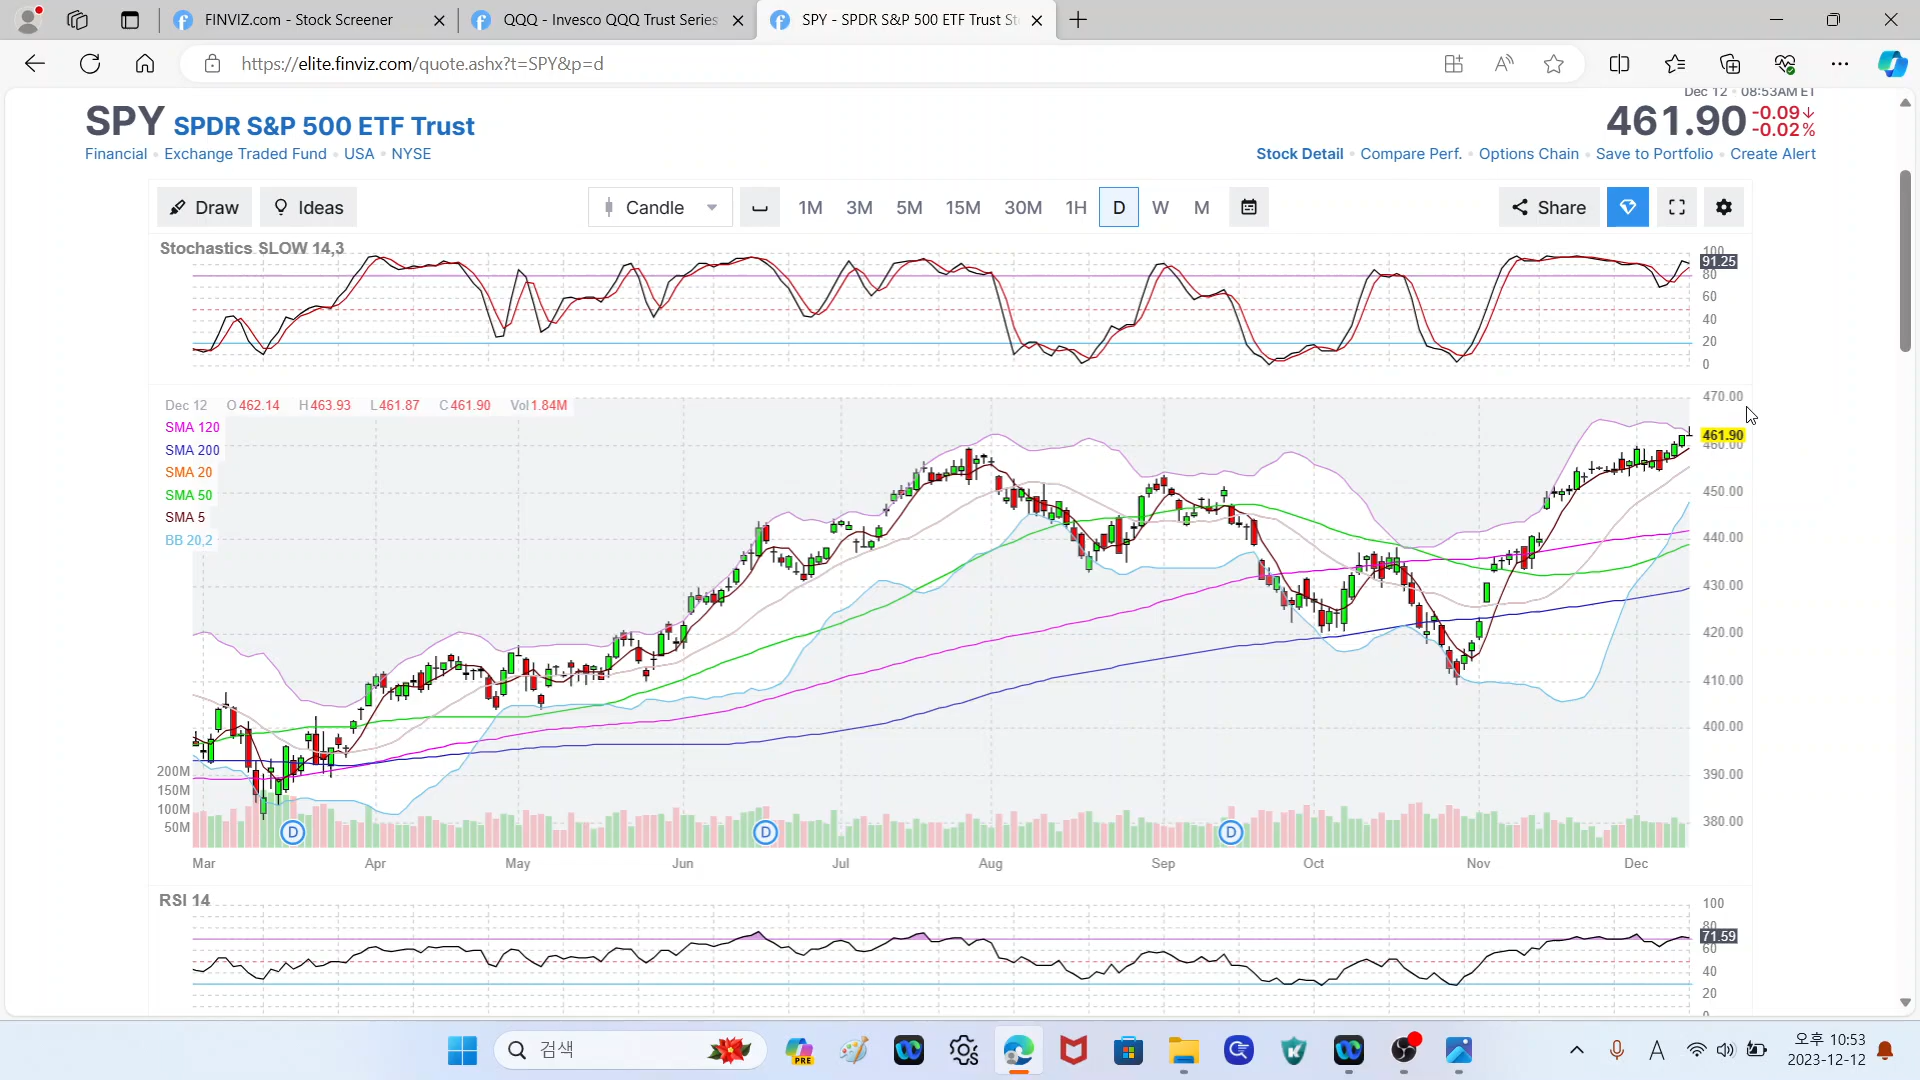 FINVIZ.com - Stock Screener
QQQ - Invesco QQQ Trust Series
SPY - SPDR S&P 500 ETF Trust St
https://elite.finviz.com/quote.ashx?t=SPY&p=d
Dec 12 • 08:53AM ET
SPY SPDR S&P 500 ETF Trust
461.90 -0.09↓
-0.02%
Financial • Exchange Traded Fund • USA • NYSE
Stock Detail • Compare Perf. • Options Chain • Save to Portfolio • Create Alert
Draw Ideas Candle 1M 3M 5M 15M 30M 1H D W M Share
Stochastics SLOW 14,3
100
91.25
80
60
40
20
0
Dec 12 O462.14 H463.93 L461.87 C461.90 Vol1.84M
SMA 120
SMA 200
SMA 20
SMA 50
SMA 5
BB 20,2
470.00
461.90
460.00
450.00
440.00
430.00
420.00
410.00
400.00
390.00
380.00
200M
150M
100M
50M
D D D
Mar Apr May Jun Jul Aug Sep Oct Nov Dec
RSI 14
100
80
71.59
60
40
20
0
검색
PRE
A
오후 10:53
2023-12-12